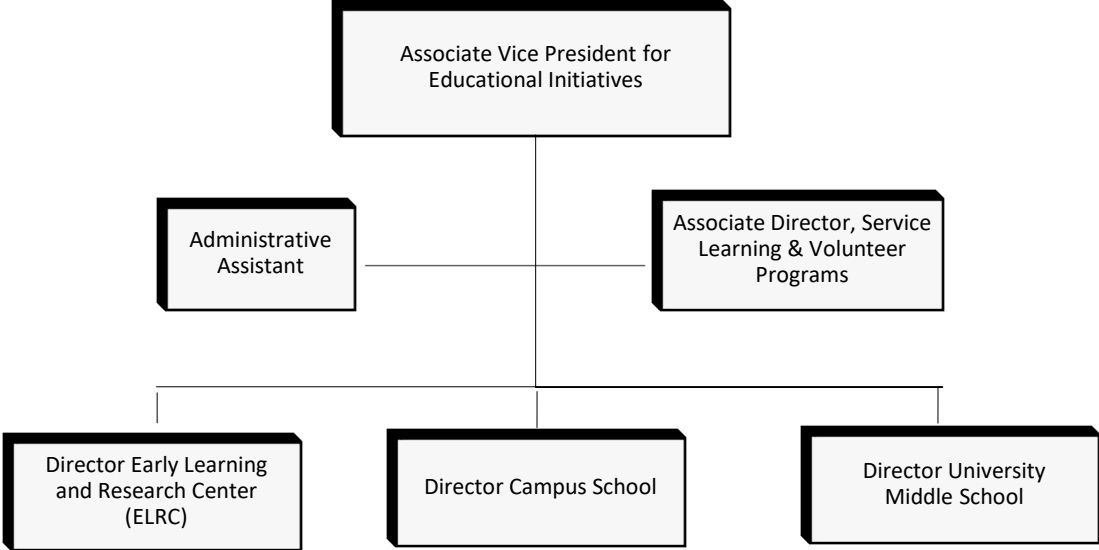 Associate Vice President for
Educational Initiatives
Administrative
Assistant
Associate Director, Service
Learning & Volunteer
Programs
Director Early Learning
and Research Center
(ELRC)
Director Campus School
Director University
Middle School